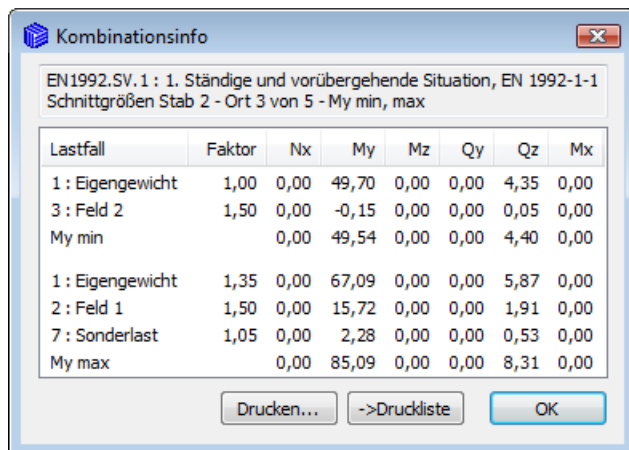 Kombinationsinfo
EN1992.SV.1 : 1. Ständige und vorübergehende Situation, EN 1992-1-1
Schnittgrößen Stab 2 - Ort 3 von 5 - My min, max
Lastfall Faktor Nx My Mz Qy Qz Mx
1 : Eigengewicht 1,00 0,00 49,70 0,00 0,00 4,35 0,00
3 : Feld 2 1,50 0,00 -0,15 0,00 0,00 0,05 0,00
My min 0,00 49,54 0,00 0,00 4,40 0,00
1 : Eigengewicht 1,35 0,00 67,09 0,00 0,00 5,87 0,00
2 : Feld 1 1,50 0,00 15,72 0,00 0,00 1,91 0,00
7 : Sonderlast 1,05 0,00 2,28 0,00 0,00 0,53 0,00
My max 0,00 85,09 0,00 0,00 8,31 0,00
Drucken... ->Druckliste OK